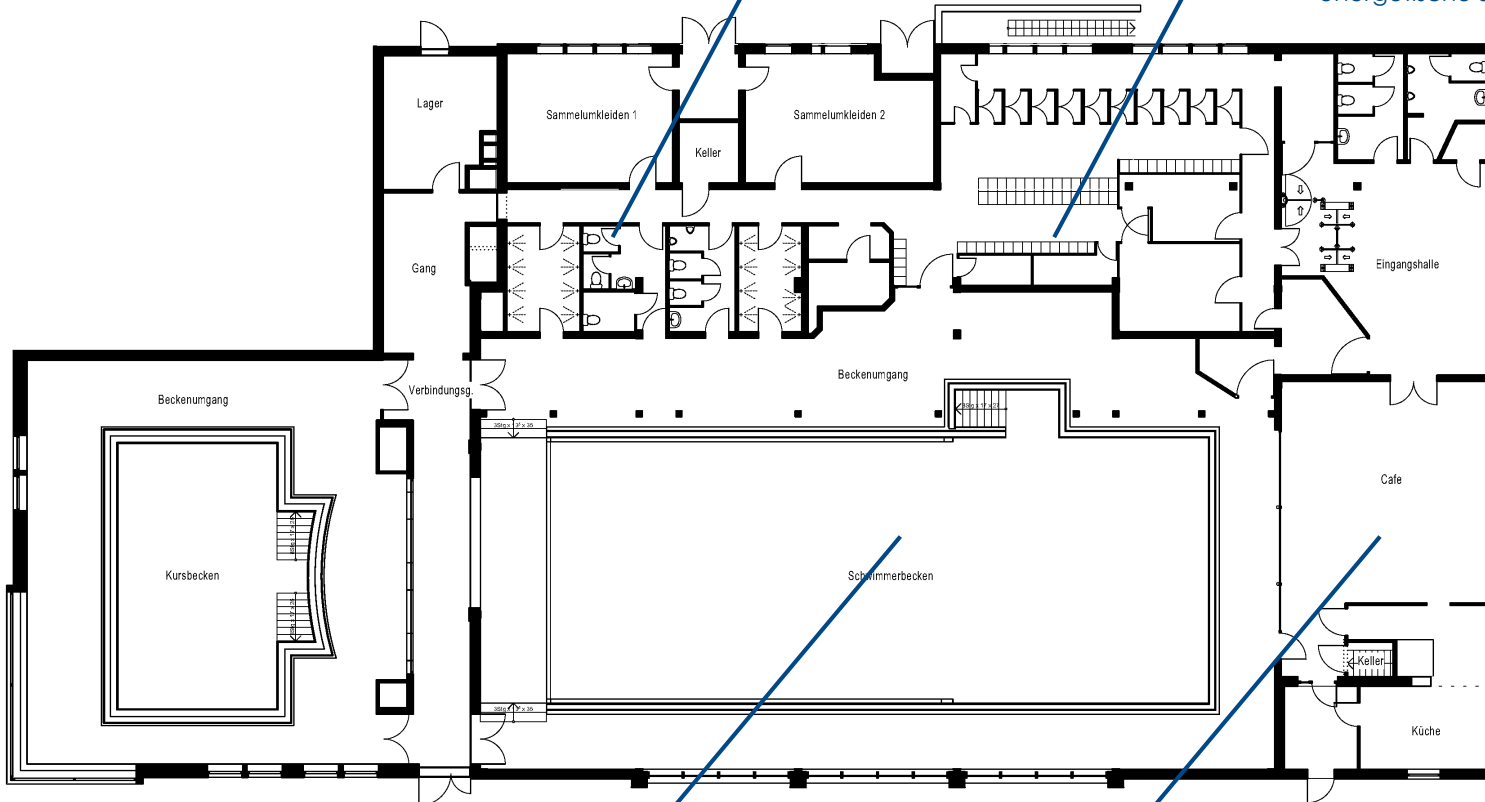 Lager
Sammelumkleiden 1
Sammelumkleiden 2
Keller
Gang
Eingangshalle
Beckenumgang
Verbindungsg.
Beckenumgang
Cafe
Kursbecken
Schwimmerbecken
Keller
Küche